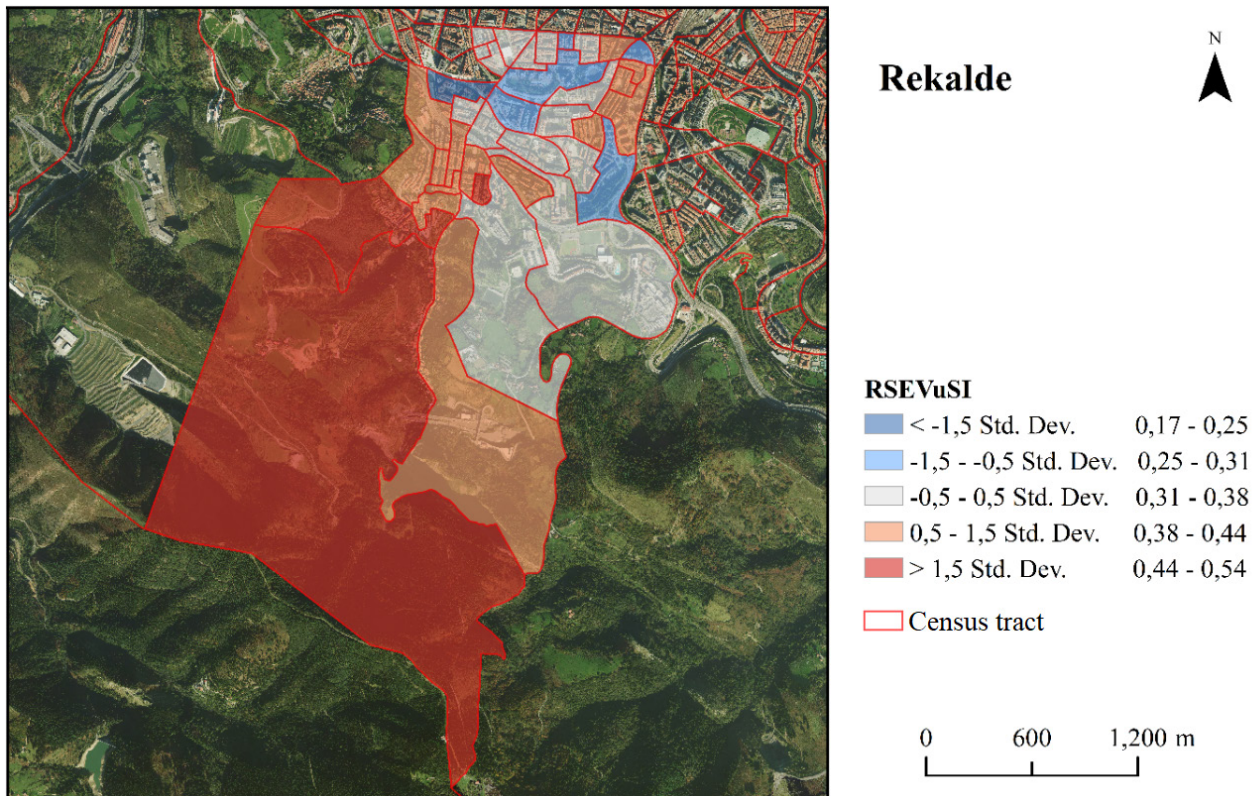 N
Rekalde
RSEVuSI
< -1,5 Std. Dev. 0,17 - 0,25
-1,5 - -0,5 Std. Dev. 0,25 - 0,31
-0,5 - 0,5 Std. Dev. 0,31 - 0,38
0,5 - 1,5 Std. Dev. 0,38 - 0,44
> 1,5 Std. Dev. 0,44 - 0,54
Census tract
0 600 1,200 m